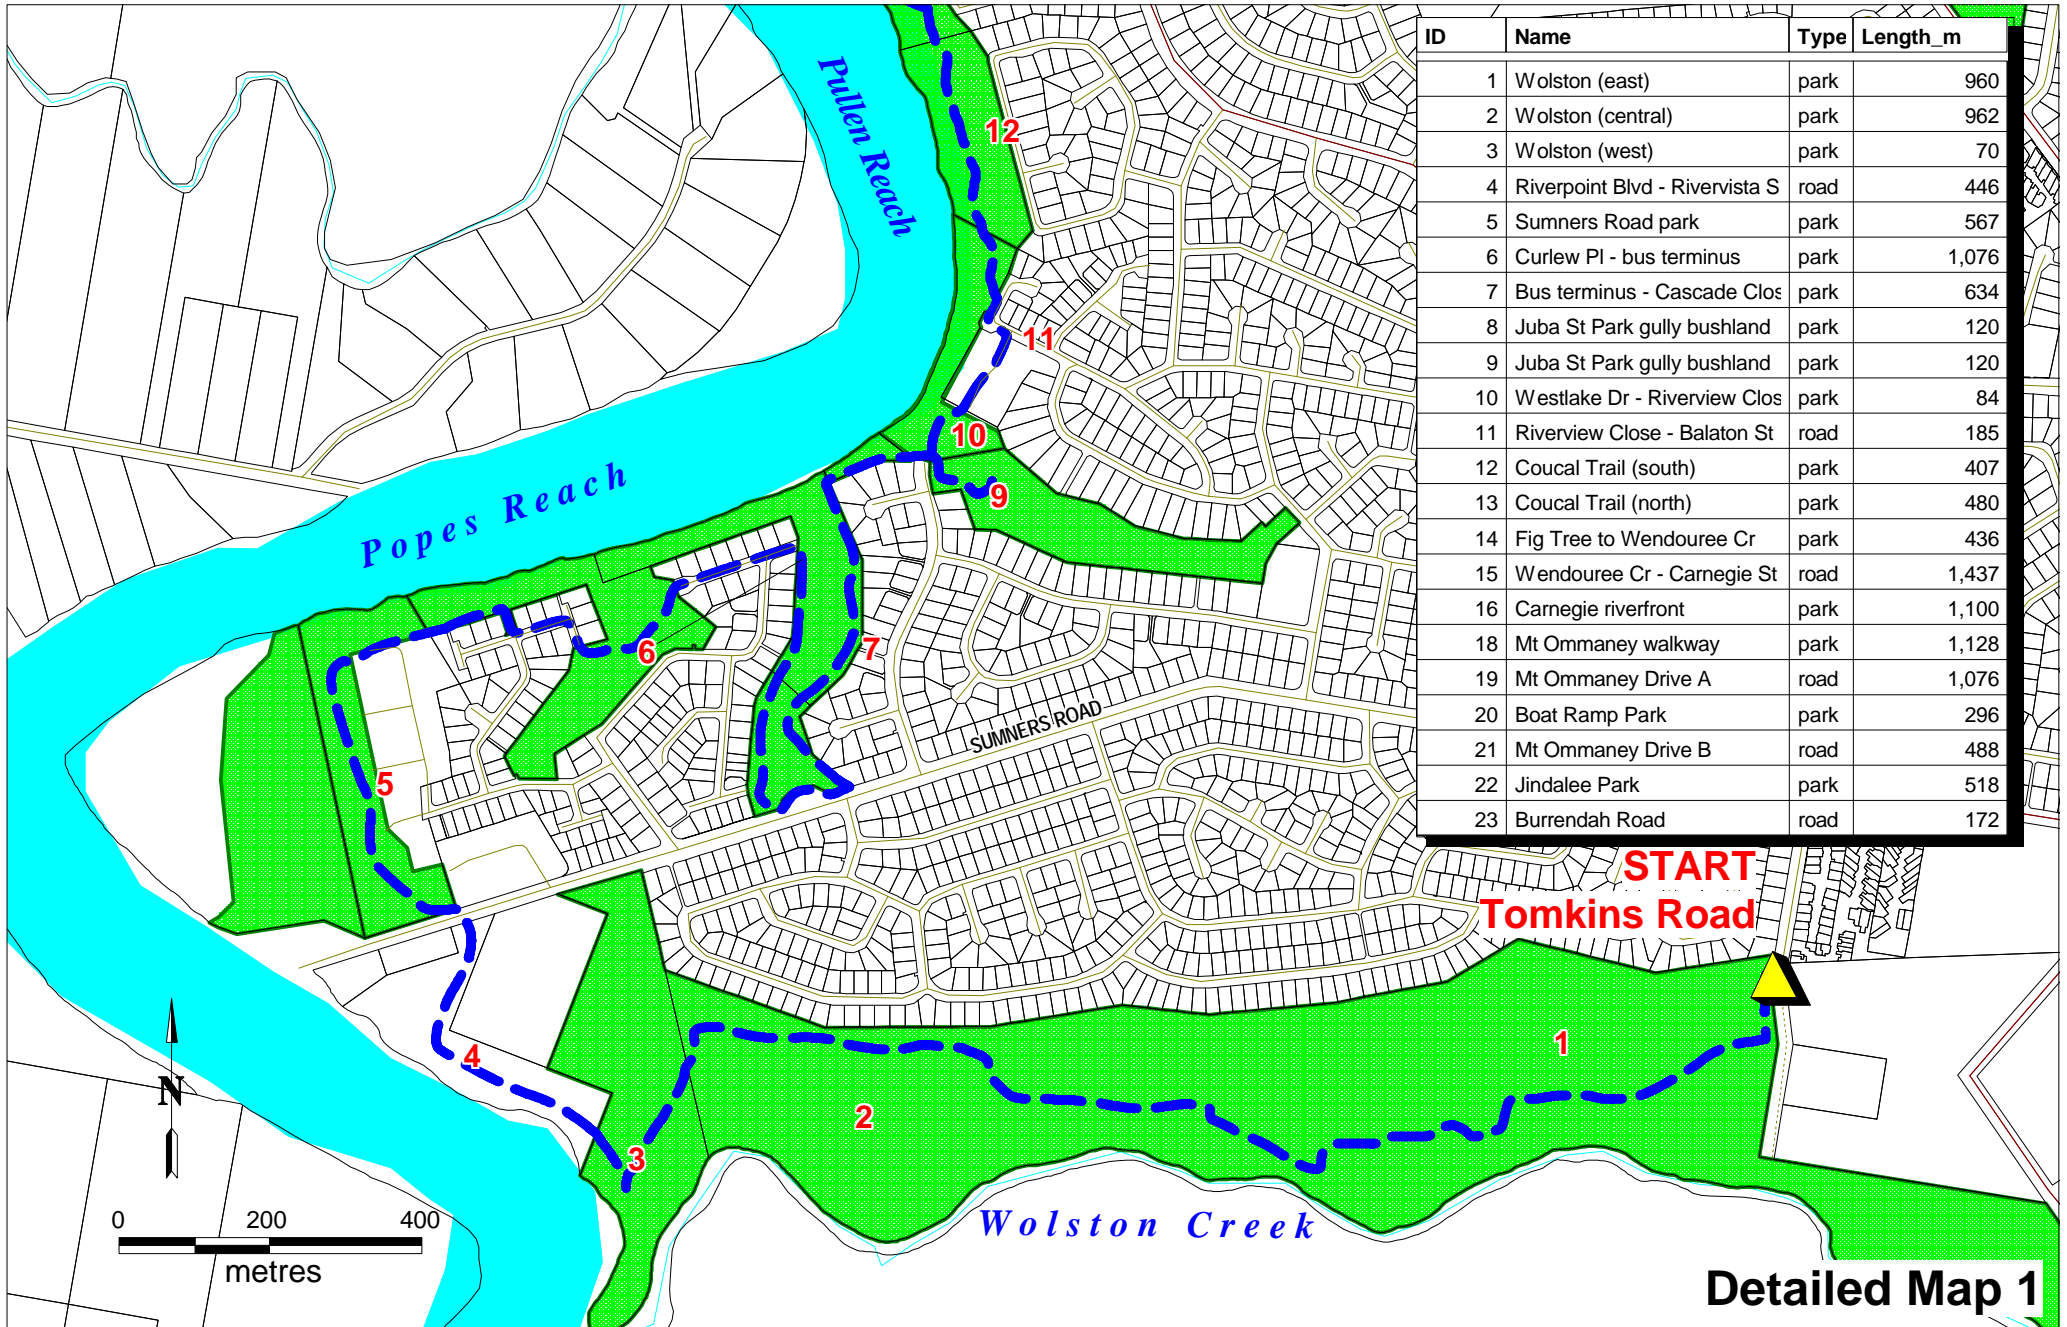 ID Name Type Length_m
1 Wolston (east) park 960
2 Wolston (central) park 962
3 Wolston (west) park 70
4 Riverpoint Blvd - Rivervista S road 446
5 Sumners Road park park 567
6 Curlew Pl - bus terminus park 1,076
7 Bus terminus - Cascade Clos park 634
8 Juba St Park gully bushland park 120
9 Juba St Park gully bushland park 120
10 Westlake Dr - Riverview Clos park 84
11 Riverview Close - Balaton St road 185
12 Coucal Trail (south) park 407
13 Coucal Trail (north) park 480
14 Fig Tree to Wendouree Cr park 436
15 Wendouree Cr - Carnegie St road 1,437
16 Carnegie riverfront park 1,100
18 Mt Ommaney walkway park 1,128
19 Mt Ommaney Drive A road 1,076
20 Boat Ramp Park park 296
21 Mt Ommaney Drive B road 488
22 Jindalee Park park 518
23 Burrendah Road road 172
Pullen Reach
12
11
10
9
Popes Reach
6
7
SUMNERS ROAD
5
START
Tomkins Road
1
4
2
3
N
0 200 400
metres
Wolston Creek
Detailed Map 1